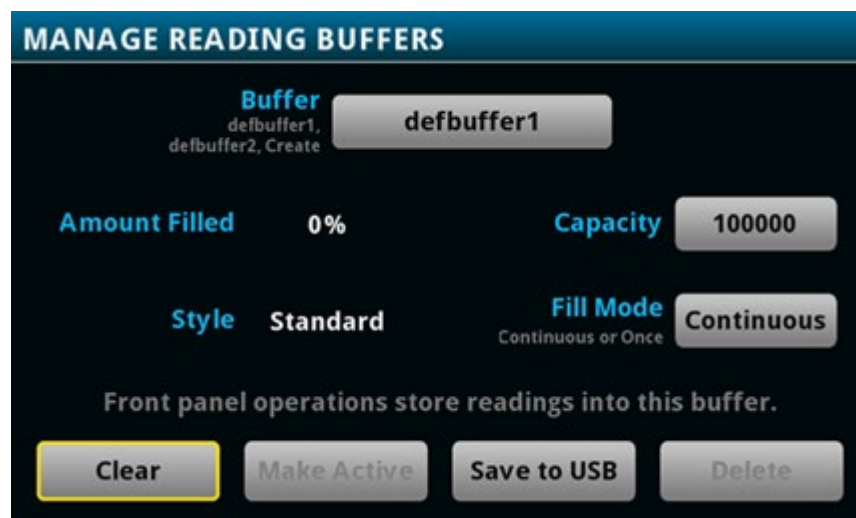 MANAGE READING BUFFERS
Buffer
defbuffer1,
defbuffer2, Create
defbuffer1
Amount Filled 0% Capacity 100000
Style Standard Fill Mode
Continuous or Once
Continuous
Front panel operations store readings into this buffer.
Clear Make Active Save to USB Delete